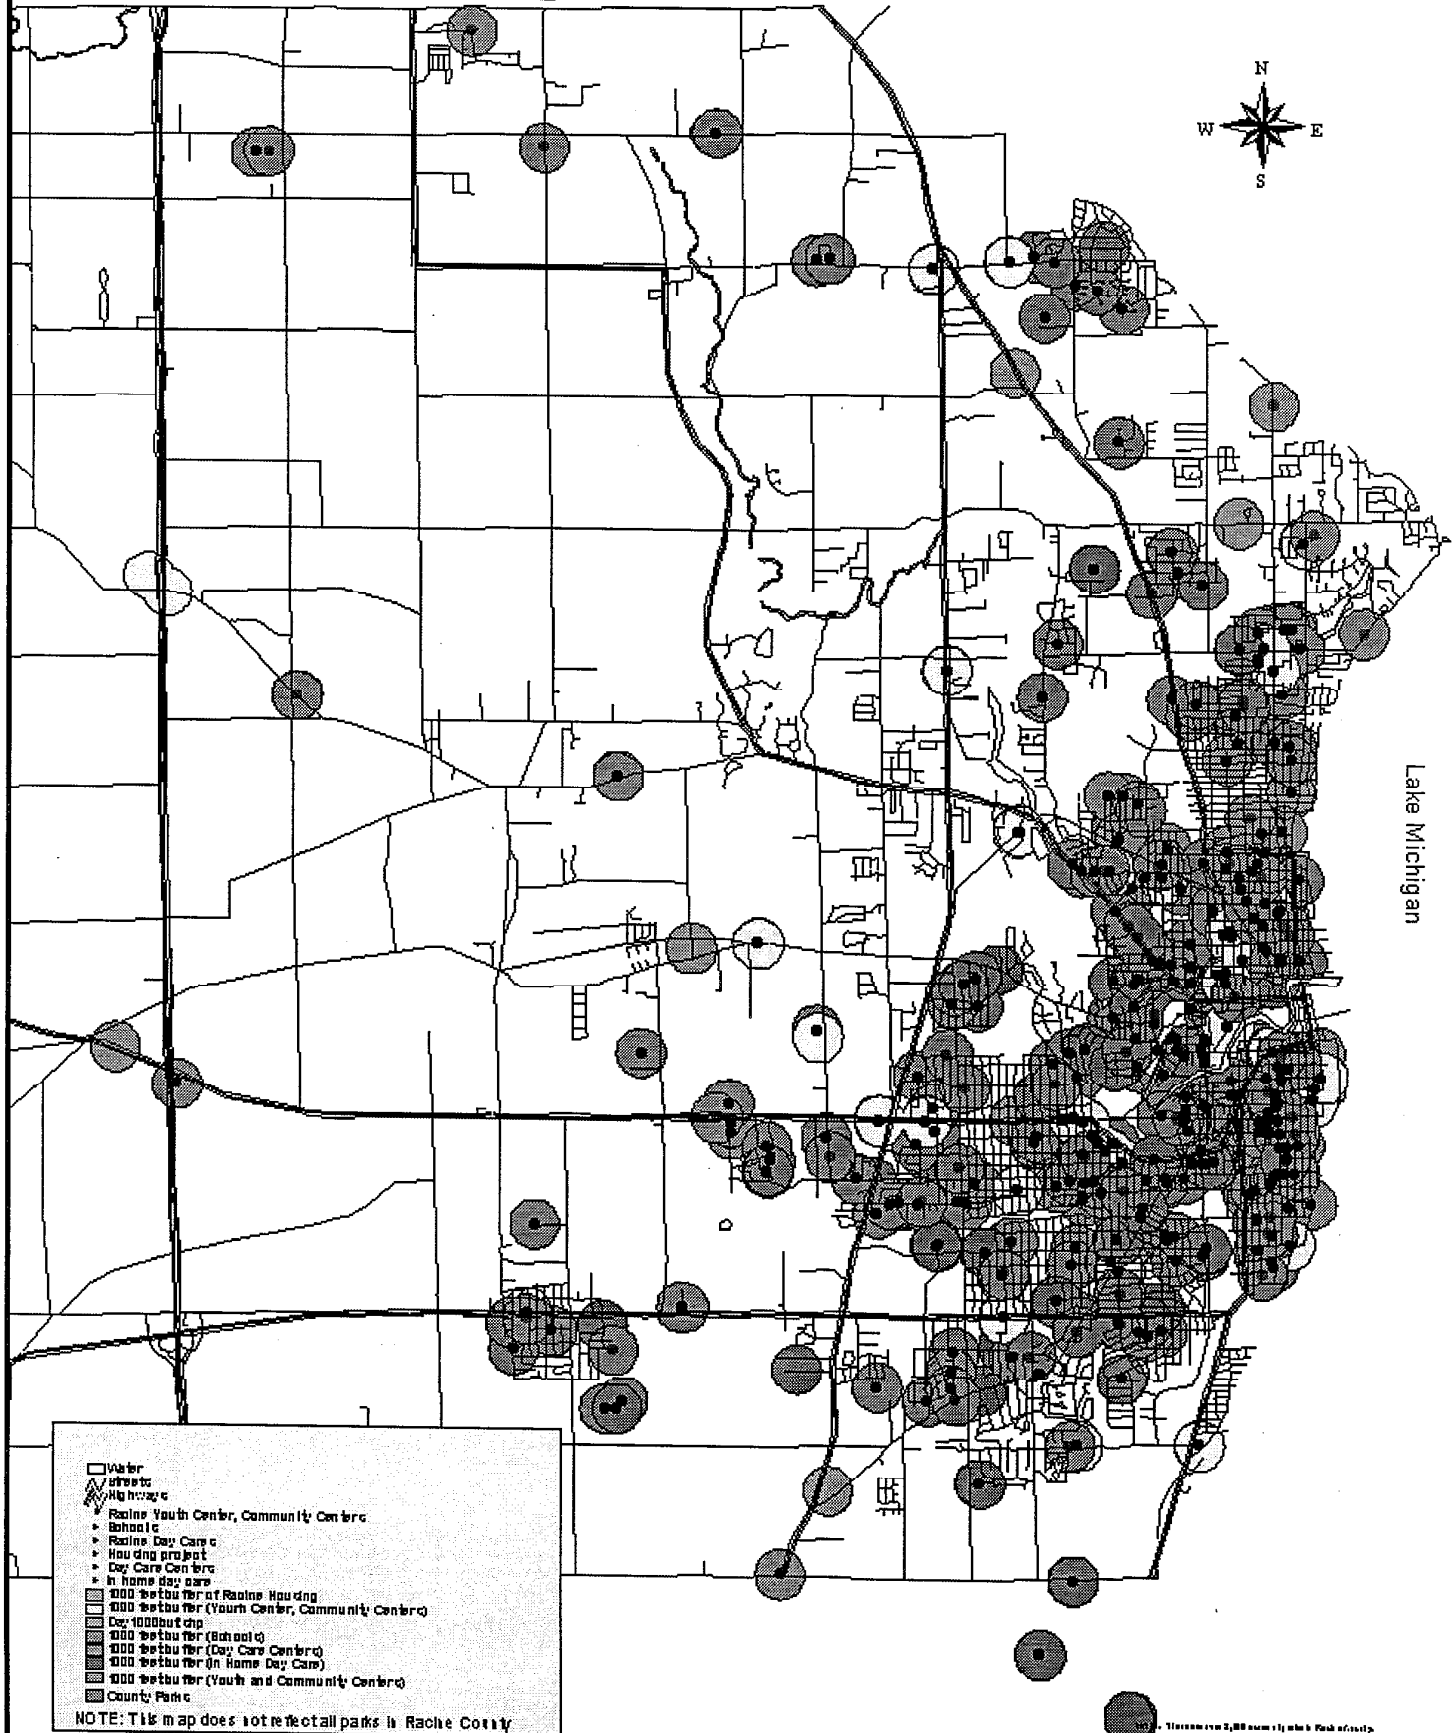 N
W E
S
Lake Michigan
Water
Streets
Highways
Racine Youth Center, Community Centers
Schools
Racine Day Cares
Housing project
Day Care Centers
In home day care
1000 feet buffer of Racine Housing
1000 feet buffer (Youth Center, Community Centers)
Day 1000buf.shp
1000 feet buffer (Schools)
1000 feet buffer (Day Care Centers)
1000 feet buffer (In Home Day Care)
1000 feet buffer (Youth and Community Centers)
County Parks
NOTE: This map does not reflect all parks in Racine County